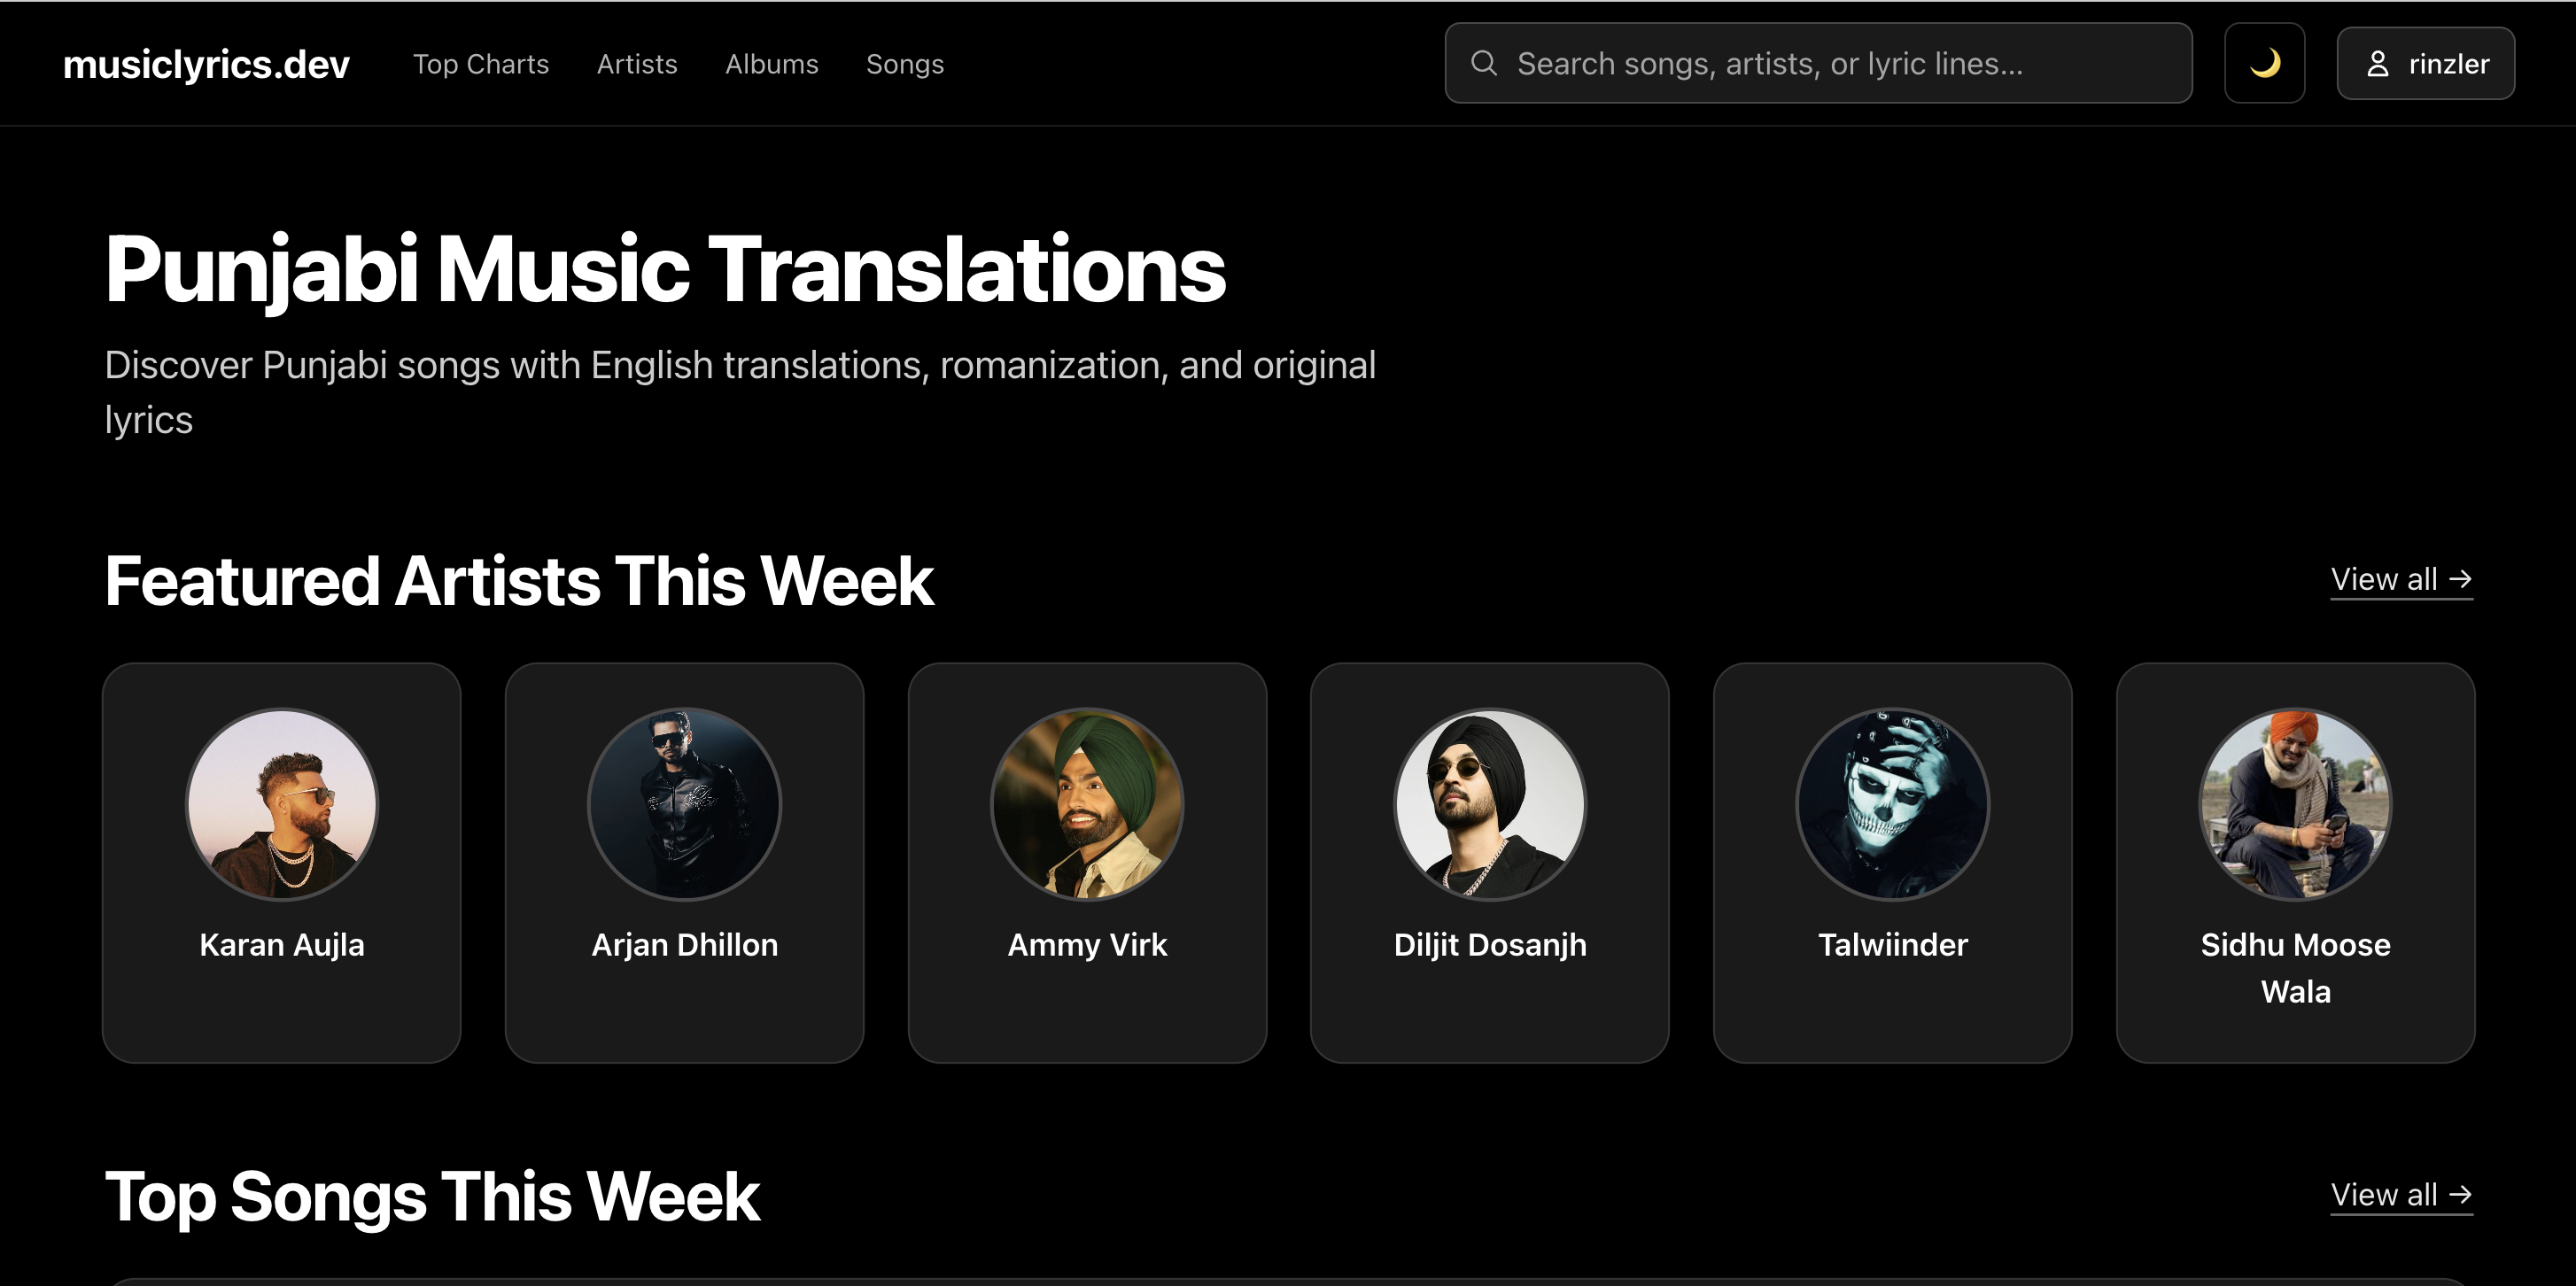 musiclyrics.dev
Top Charts
Artists
Albums
Songs
Search songs, artists, or lyric lines...
rinzler
Punjabi Music Translations
Discover Punjabi songs with English translations, romanization, and original
lyrics
Featured Artists This Week
View all →
Karan Aujla
Arjan Dhillon
Ammy Virk
Diljit Dosanjh
Talwiinder
Sidhu Moose
Wala
Top Songs This Week
View all →